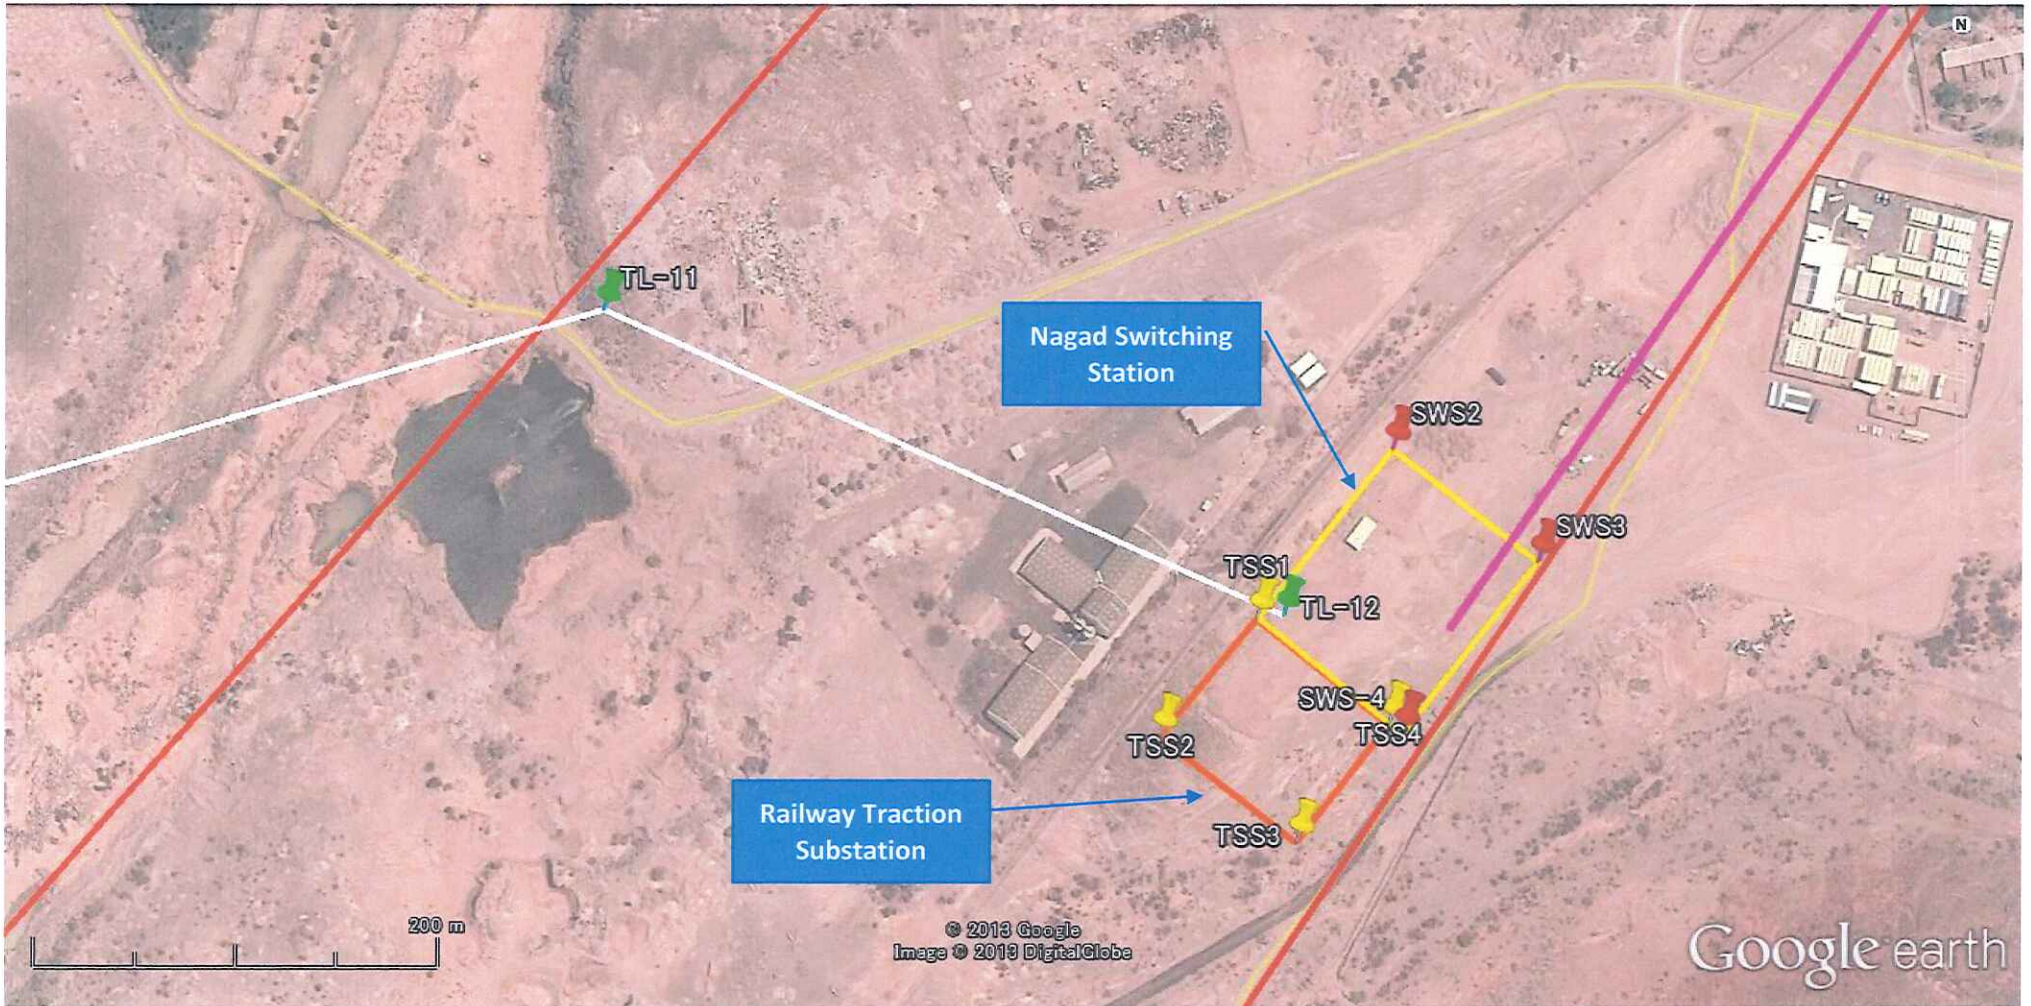 N
TL-11
Nagad Switching
Station
SWS2
SWS3
TSS1
TL-12
SWS-4
TSS4
TSS2
Railway Traction
Substation
TSS3
200 m
© 2013 Google
Image © 2013 DigitalGlobe
Google earth